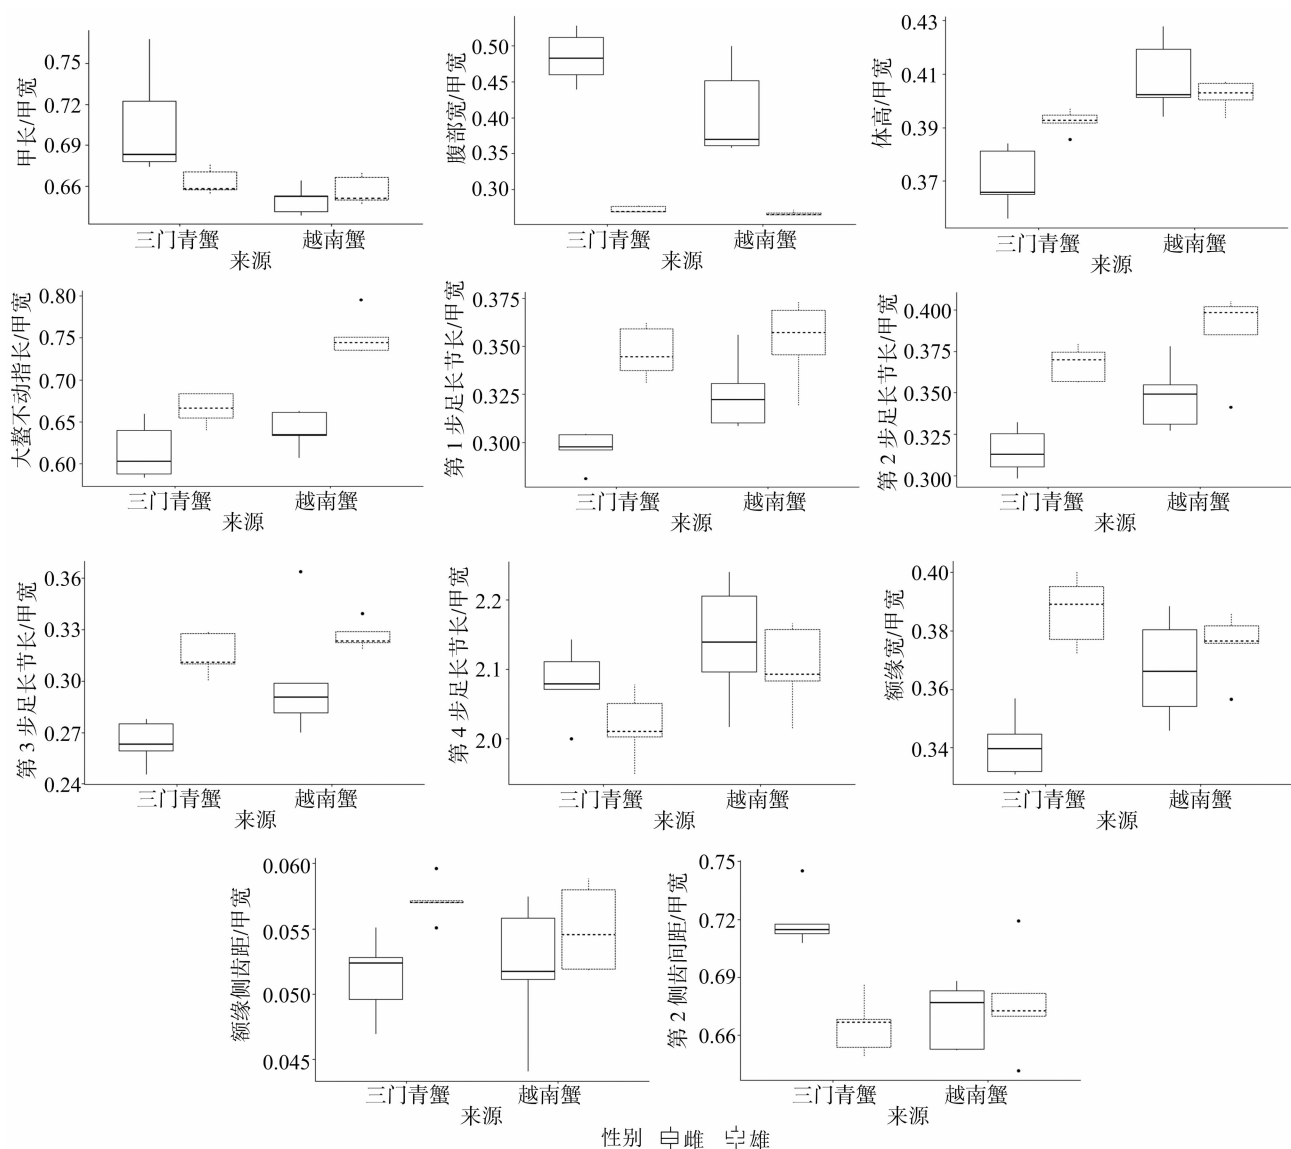 甲长/甲宽
0.75
0.72
0.69
0.66
三门青蟹 越南蟹
来源
腹部宽/甲宽
0.50
0.45
0.40
0.35
0.30
三门青蟹 越南蟹
来源
体高/甲宽
0.43
0.41
0.39
0.37
三门青蟹 越南蟹
来源
大螯不动指长/甲宽
0.80
0.75
0.70
0.65
0.60
三门青蟹 越南蟹
来源
第1步足长节长/甲宽
0.375
0.350
0.325
0.300
三门青蟹 越南蟹
来源
第2步足长节长/甲宽
0.400
0.375
0.350
0.325
0.300
三门青蟹 越南蟹
来源
第3步足长节长/甲宽
0.36
0.33
0.30
0.27
0.24
三门青蟹 越南蟹
来源
第4步足长节长/甲宽
2.2
2.1
2.0
三门青蟹 越南蟹
来源
额缘宽/甲宽
0.40
0.38
0.36
0.34
三门青蟹 越南蟹
来源
额缘侧齿距/甲宽
0.060
0.055
0.050
0.045
三门青蟹 越南蟹
来源
第2侧齿间距/甲宽
0.75
0.72
0.69
0.66
三门青蟹 越南蟹
来源
性别 雌 雄